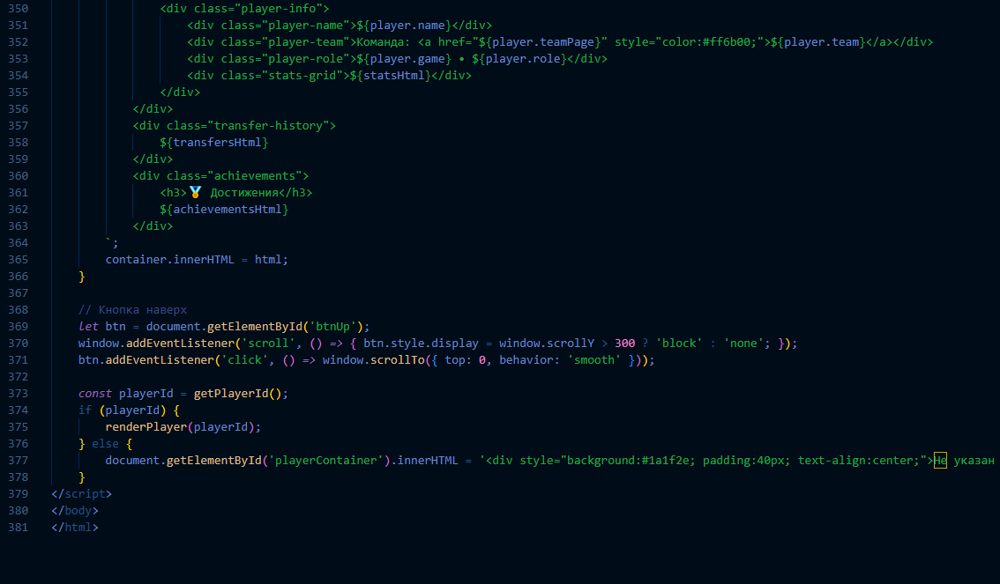 350 <div class="player-info">
351 <div class="player-name">${player.name}</div>
352 <div class="player-team">Команда: <a href="${player.teamPage}" style="color:#ff6b00;">${player.team}</a></div>
353 <div class="player-role">${player.game} • ${player.role}</div>
354 <div class="stats-grid">${statsHtml}</div>
355 </div>
356 </div>
357 <div class="transfer-history">
358 ${transfersHtml}
359 </div>
360 <div class="achievements">
361 <h3>🏅 Достижения</h3>
362 ${achievementsHtml}
363 </div>
364 `;
365 container.innerHTML = html;
366 }
367
368 // Кнопка наверх
369 let btn = document.getElementById('btnUp');
370 window.addEventListener('scroll', () => { btn.style.display = window.scrollY > 300 ? 'block' : 'none'; });
371 btn.addEventListener('click', () => window.scrollTo({ top: 0, behavior: 'smooth' }));
372
373 const playerId = getPlayerId();
374 if (playerId) {
375 renderPlayer(playerId);
376 } else {
377 document.getElementById('playerContainer').innerHTML = '<div style="background:#1a1f2e; padding:40px; text-align:center;">Не указан
378 }
379 </script>
380 </body>
381 </html>